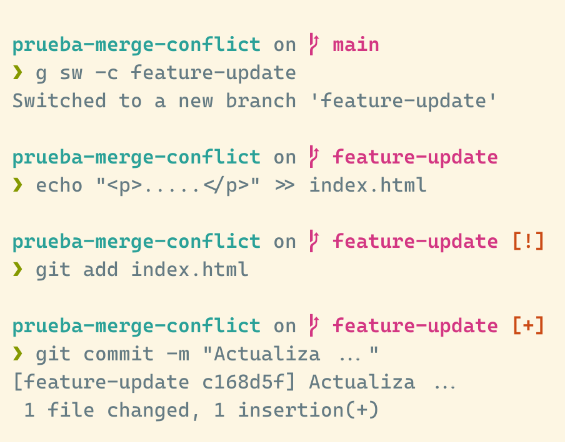 prueba-merge-conflict on main
❯ g sw -c feature-update
Switched to a new branch 'feature-update'
prueba-merge-conflict on feature-update
❯ echo "<p>.....</p>" >> index.html
prueba-merge-conflict on feature-update [!]
❯ git add index.html
prueba-merge-conflict on feature-update [+]
❯ git commit -m "Actualiza ..."
[feature-update c168d5f] Actualiza ...
1 file changed, 1 insertion(+)